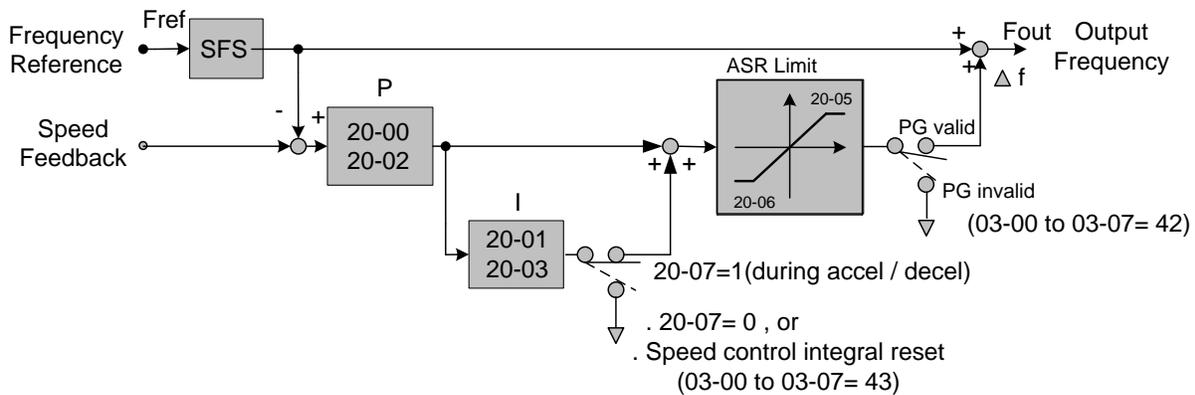 Frequency
Reference
Fref
SFS
+
Fout
Output
Frequency
+
Δ f
Speed
Feedback
-
+
P
20-00
20-02
I
20-01
20-03
+
+
ASR Limit
20-05
20-06
PG valid
PG invalid
(03-00 to 03-07= 42)
20-07=1(during accel / decel)
. 20-07= 0 , or
. Speed control integral reset
(03-00 to 03-07= 43)